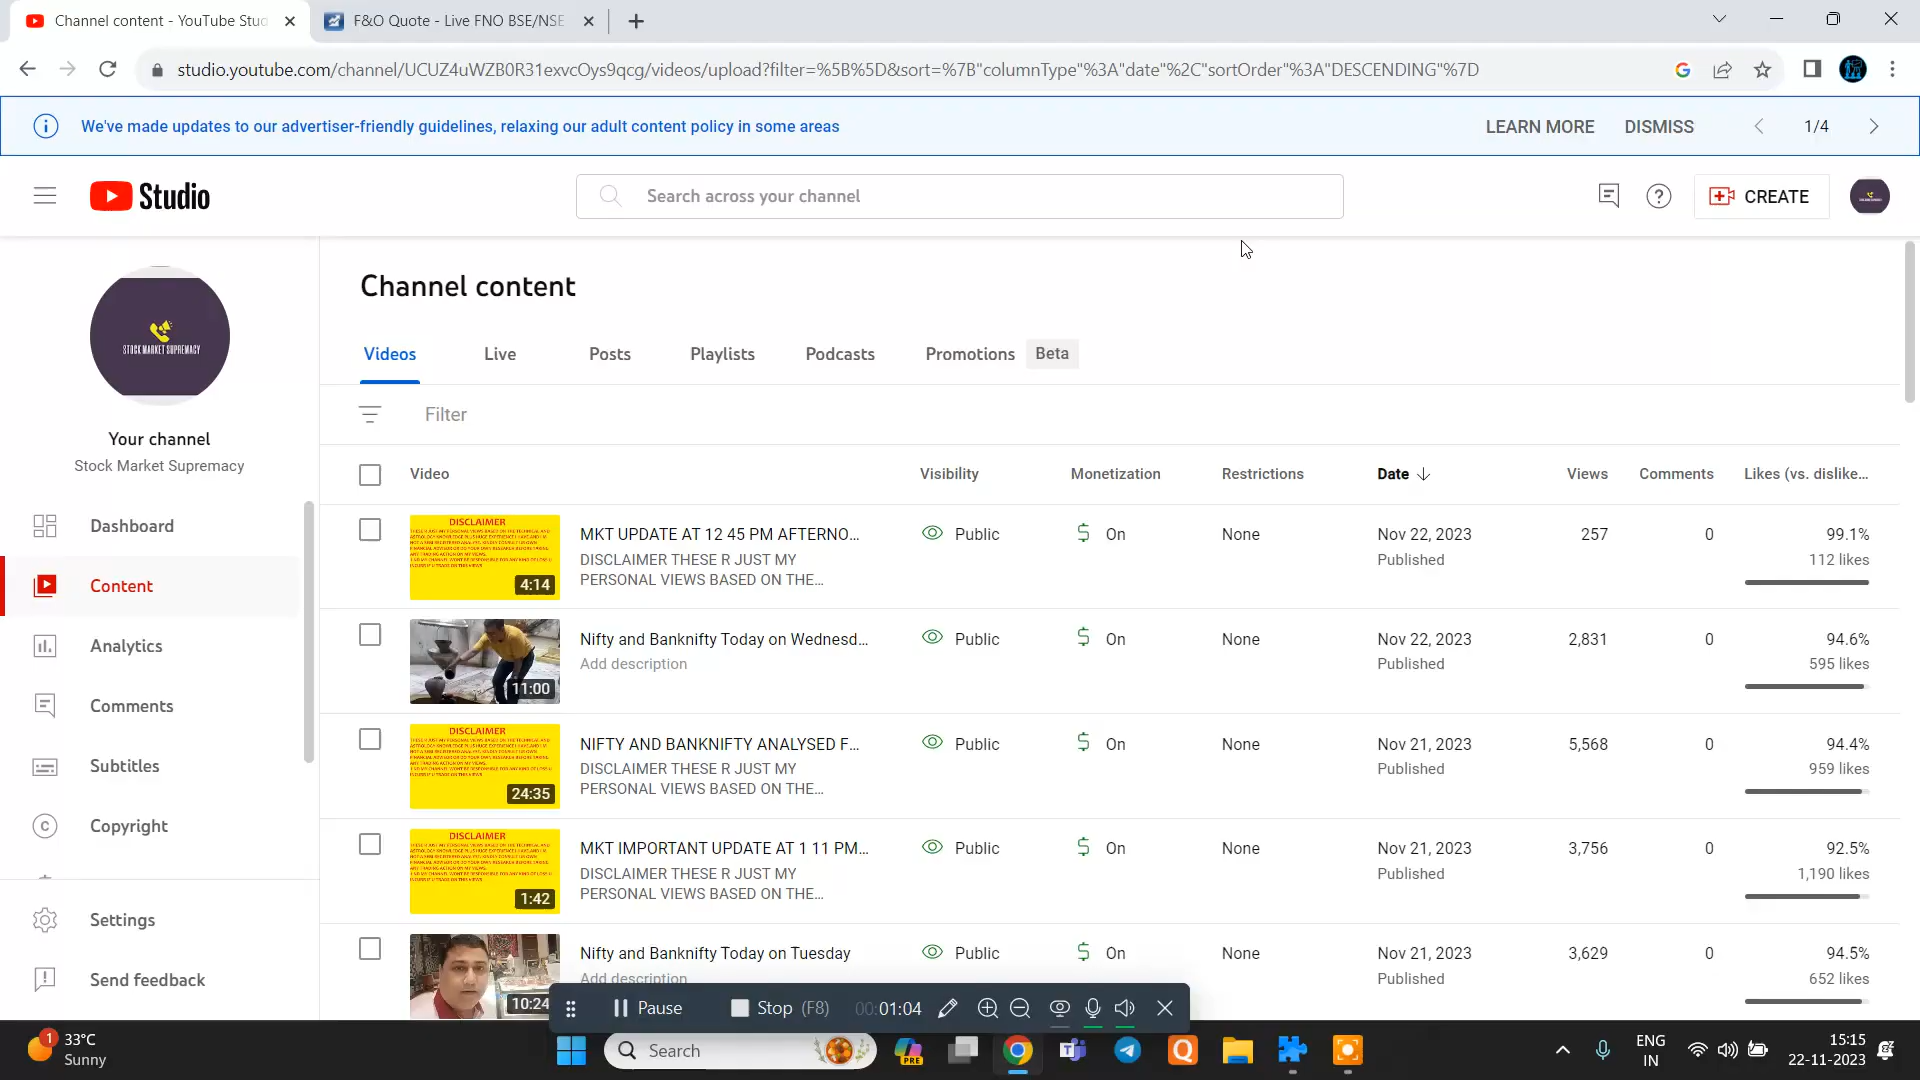 Channel content - YouTube Stud
F&O Quote - Live FNO BSE/NSE
studio.youtube.com/channel/UCUZ4uWZB0R31exvcOys9qcg/videos/upload?filter=%5B%5D&sort=%7B"columnType"%3A"date"%2C"sortOrder"%3A"DESCENDING"%7D
We've made updates to our advertiser-friendly guidelines, relaxing our adult content policy in some areas
LEARN MORE
DISMISS
1/4
Studio
Search across your channel
CREATE
STOCK MARKET SUPREMACY
Your channel
Stock Market Supremacy
Dashboard
Content
Analytics
Comments
Subtitles
Copyright
Settings
Send feedback
Channel content
Videos
Live
Posts
Playlists
Podcasts
Promotions
Beta
Filter
Video
Visibility
Monetization
Restrictions
Date
Views
Comments
Likes (vs. dislike...
DISCLAIMER
4:14
MKT UPDATE AT 12 45 PM AFTERNO...
DISCLAIMER THESE R JUST MY
PERSONAL VIEWS BASED ON THE...
Public
On
None
Nov 22, 2023
Published
257
0
99.1%
112 likes
11:00
Nifty and Banknifty Today on Wednesd...
Add description
Public
On
None
Nov 22, 2023
Published
2,831
0
94.6%
595 likes
DISCLAIMER
24:35
NIFTY AND BANKNIFTY ANALYSED F...
DISCLAIMER THESE R JUST MY
PERSONAL VIEWS BASED ON THE...
Public
On
None
Nov 21, 2023
Published
5,568
0
94.4%
959 likes
DISCLAIMER
1:42
MKT IMPORTANT UPDATE AT 1 11 PM...
DISCLAIMER THESE R JUST MY
PERSONAL VIEWS BASED ON THE...
Public
On
None
Nov 21, 2023
Published
3,756
0
92.5%
1,190 likes
10:24
Nifty and Banknifty Today on Tuesday
Add description
Public
On
None
Nov 21, 2023
Published
3,629
0
94.5%
652 likes
Pause
Stop (F8)
00:01:04
1
33°C
Sunny
Search
PRE
ENG
IN
15:15
22-11-2023